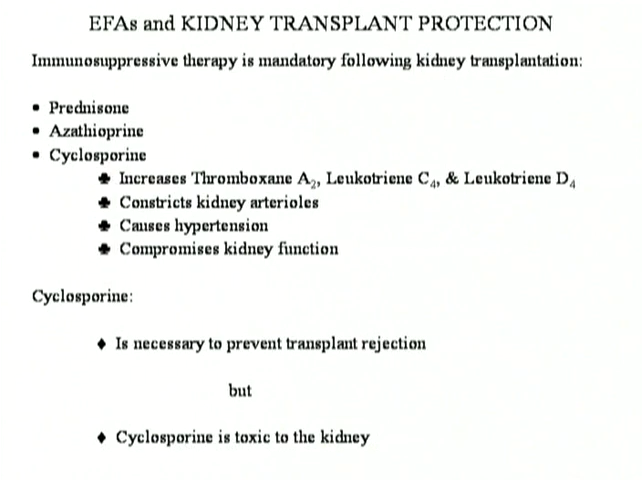 EFAs and KIDNEY TRANSPLANT PROTECTION
Immunosuppressive therapy is mandatory following kidney transplantation:
• Prednisone
• Azathioprine
• Cyclosporine
♣ Increases Thromboxane A₂, Leukotriene C₄, & Leukotriene D₄
♣ Constricts kidney arterioles
♣ Causes hypertension
♣ Compromises kidney function
Cyclosporine:
♦ Is necessary to prevent transplant rejection
but
♦ Cyclosporine is toxic to the kidney